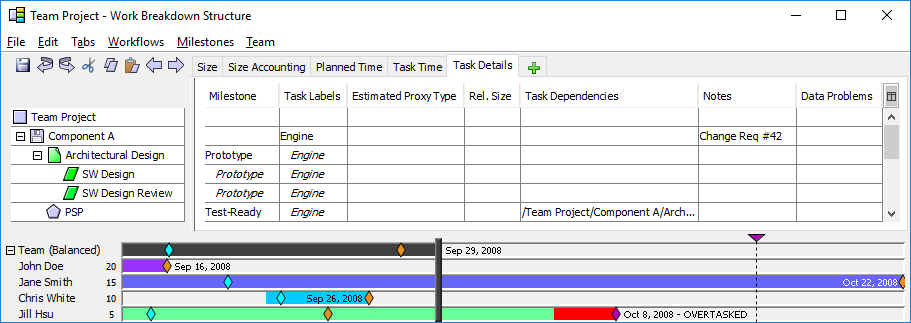 Team Project - Work Breakdown Structure
File Edit Tabs Workflows Milestones Team
Size Size Accounting Planned Time Task Time Task Details
Milestone Task Labels Estimated Proxy Type Rel. Size Task Dependencies Notes Data Problems
Team Project
Component A Engine Change Req #42
Architectural Design Prototype Engine
SW Design Prototype Engine
SW Design Review Prototype Engine
PSP Test-Ready Engine /Team Project/Component A/Arch...
Team (Balanced) Sep 29, 2008
John Doe 20 Sep 16, 2008
Jane Smith 15 Oct 22, 2008
Chris White 10 Sep 26, 2008
Jill Hsu 5 Oct 8, 2008 - OVERTASKED